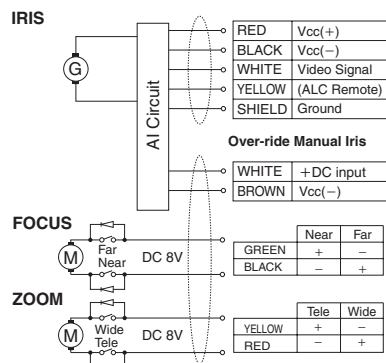 IRIS
G
AI Circuit
RED Vcc(+)
BLACK Vcc(−)
WHITE Video Signal
YELLOW (ALC Remote)
SHIELD Ground
Over-ride Manual Iris
WHITE +DC input
BROWN Vcc(−)
FOCUS
M
Far
Near
DC 8V
Near Far
GREEN + −
BLACK − +
ZOOM
M
Wide
Tele
DC 8V
Tele Wide
YELLOW + −
RED − +